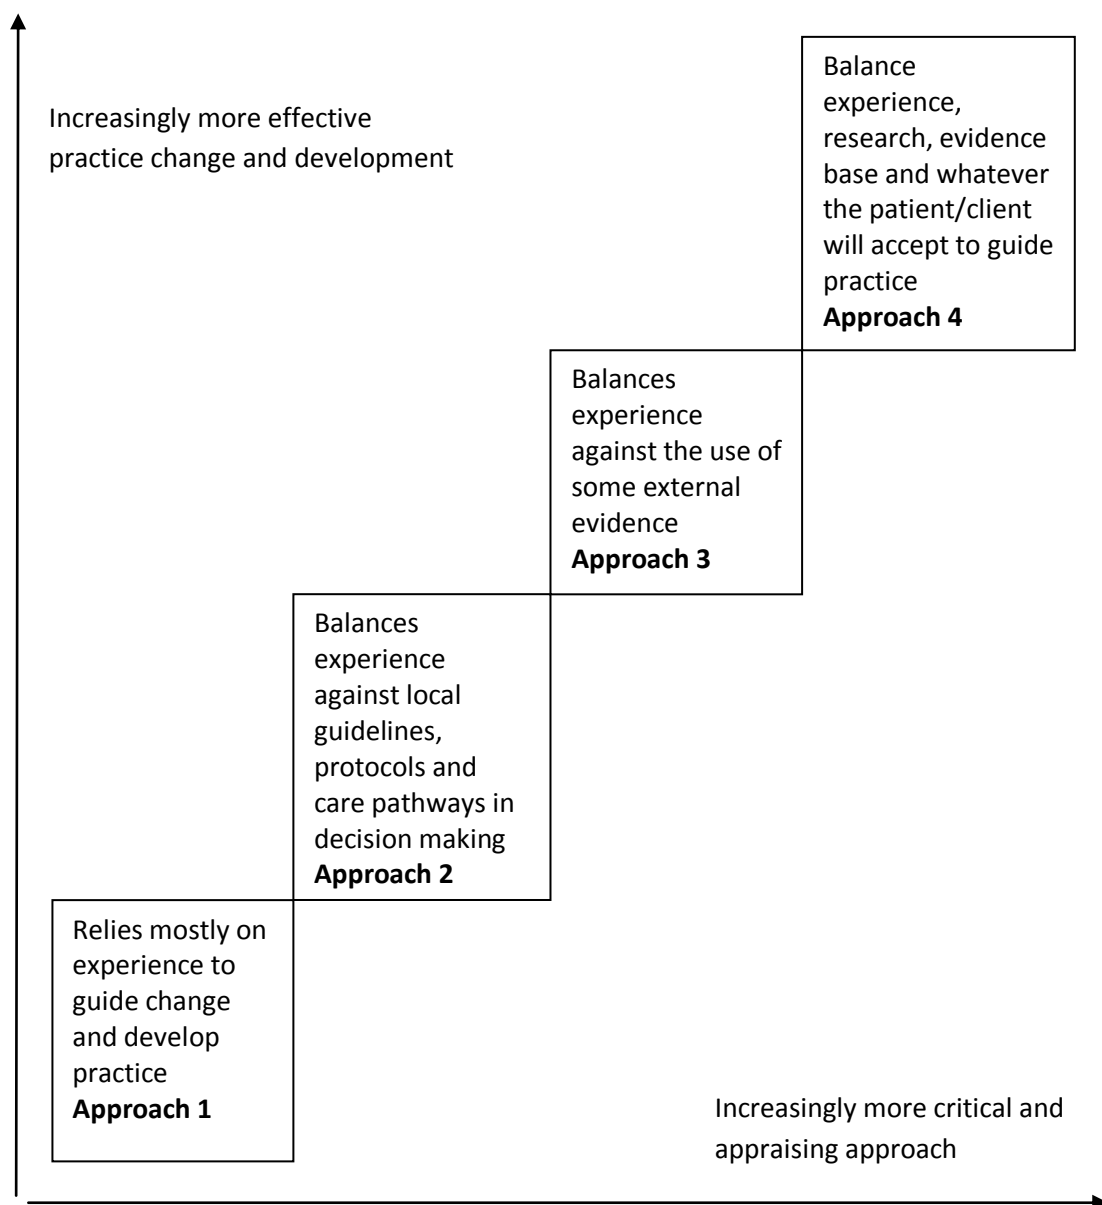 Increasingly more effective
practice change and development
Balance
experience,
research, evidence
base and whatever
the patient/client
will accept to guide
practice
Approach 4
Balances
experience
against the use of
some external
evidence
Approach 3
Balances
experience
against local
guidelines,
protocols and
care pathways in
decision making
Approach 2
Relies mostly on
experience to
guide change
and develop
practice
Approach 1
Increasingly more critical and
appraising approach